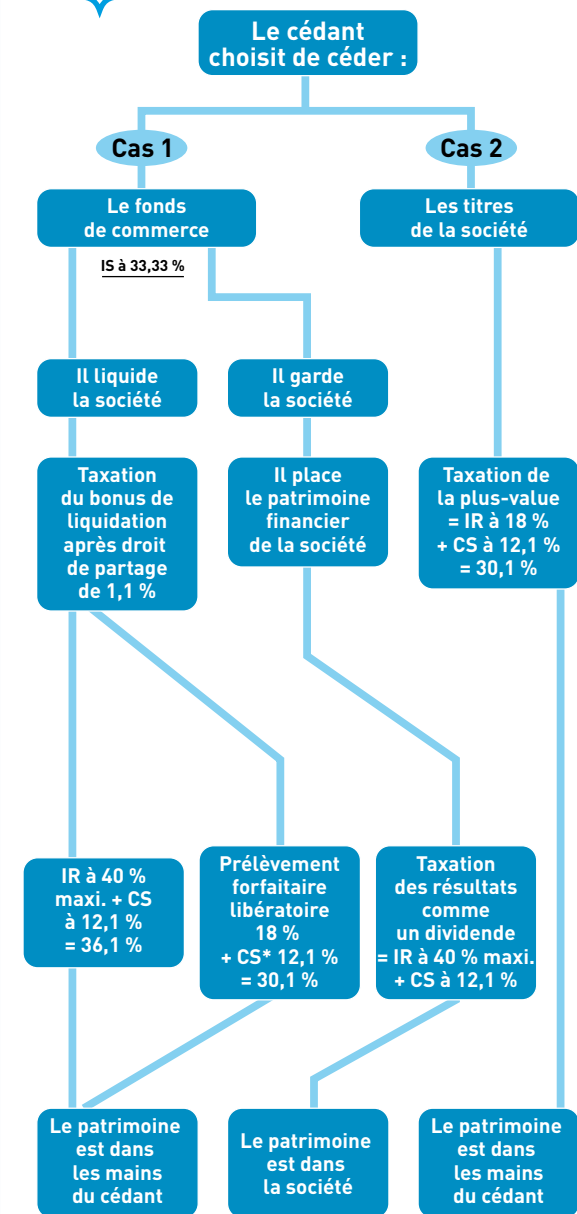 Le cédant
choisit de céder :
Cas 1
Cas 2
Le fonds
de commerce
Les titres
de la société
IS à 33,33 %
Il liquide
la société
Il garde
la société
Taxation
du bonus de
liquidation
après droit
de partage
de 1,1 %
Il place
le patrimoine
financier
de la société
Taxation de
la plus-value
= IR à 18 %
+ CS à 12,1 %
= 30,1 %
IR à 40 %
maxi. + CS
à 12,1 %
= 36,1 %
Prélèvement
forfaitaire
libératoire
18 %
+ CS* 12,1 %
= 30,1 %
Taxation
des résultats
comme
un dividende
= IR à 40 % maxi.
+ CS à 12,1 %
Le patrimoine
est dans
les mains
du cédant
Le patrimoine
est dans
la société
Le patrimoine
est dans
les mains
du cédant